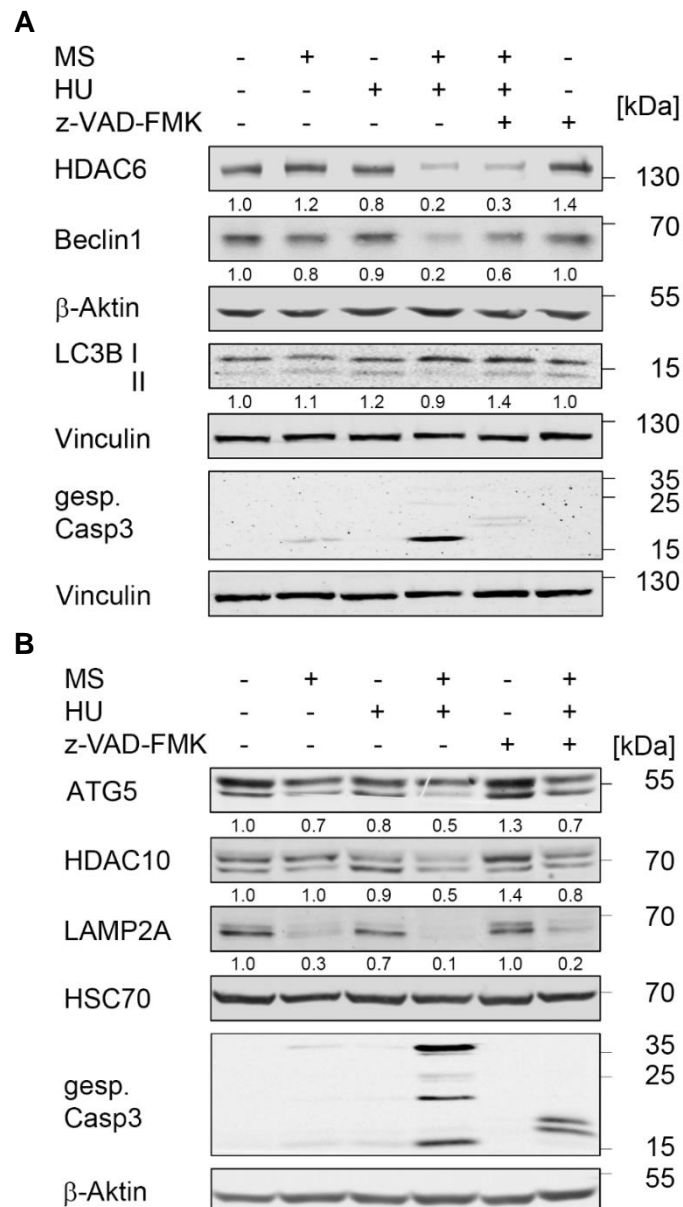 A
MS - + - + + -
HU - - + + + -
z-VAD-FMK - - - - + + [kDa]
HDAC6 130
1.0 1.2 0.8 0.2 0.3 1.4
Beclin1 70
1.0 0.8 0.9 0.2 0.6 1.0
β-Aktin 55
LC3B I
II 15
1.0 1.1 1.2 0.9 1.4 1.0
Vinculin 130
gesp.
Casp3
35
25
15
Vinculin 130
B
MS - + - + - +
HU - - + + - +
z-VAD-FMK - - - - + + [kDa]
ATG5 55
1.0 0.7 0.8 0.5 1.3 0.7
HDAC10 70
1.0 1.0 0.9 0.5 1.4 0.8
LAMP2A 70
1.0 0.3 0.7 0.1 1.0 0.2
HSC70 70
gesp.
Casp3
35
25
15
β-Aktin 55